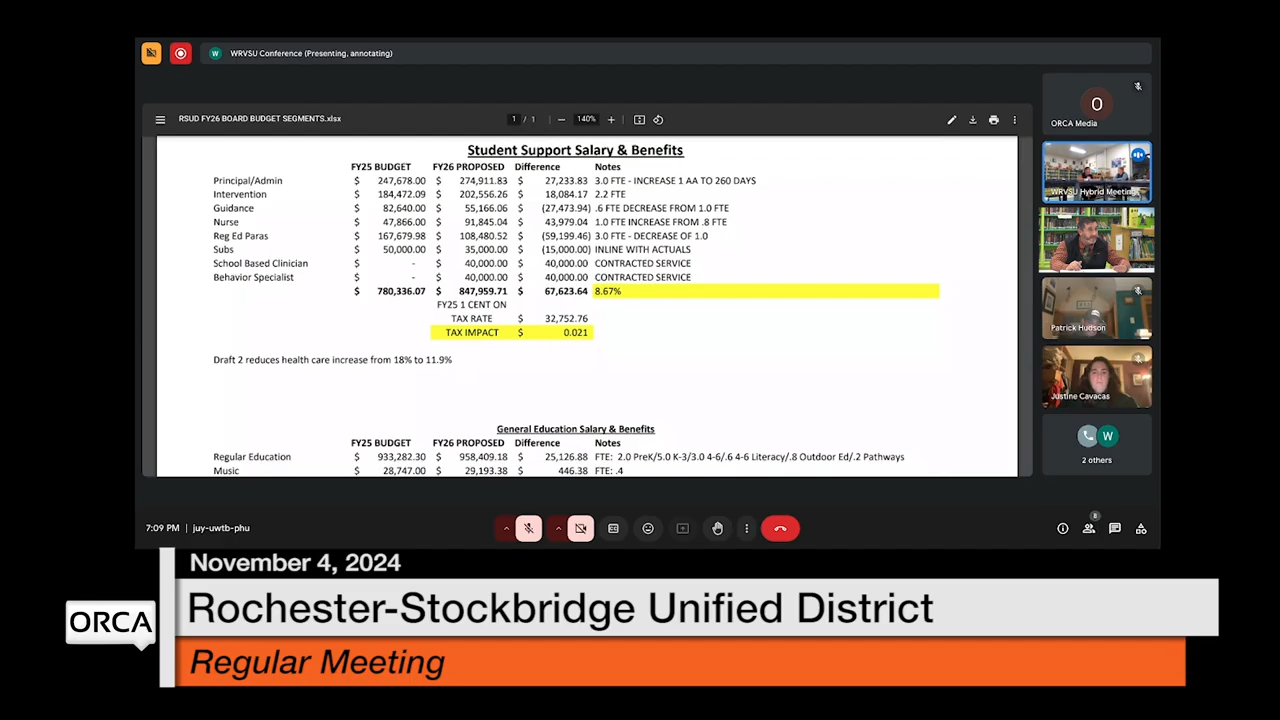 W WRVSU Conference (Presenting, annotating)
RSUD FY26 BOARD BUDGET SEGMENTS.xlsx 1 / 1 140%
Student Support Salary & Benefits
FY25 BUDGET FY26 PROPOSED Difference Notes
Principal/Admin $ 247,678.00 $ 274,911.83 $ 27,233.83 3.0 FTE - INCREASE 1 AA TO 260 DAYS
Intervention $ 184,472.09 $ 202,556.26 $ 18,084.17 2.2 FTE
Guidance $ 82,640.00 $ 55,166.06 $ (27,473.94) .6 FTE DECREASE FROM 1.0 FTE
Nurse $ 47,866.00 $ 91,845.04 $ 43,979.04 1.0 FTE INCREASE FROM .8 FTE
Reg Ed Paras $ 167,679.98 $ 108,480.52 $ (59,199.46) 3.0 FTE - DECREASE OF 1.0
Subs $ 50,000.00 $ 35,000.00 $ (15,000.00) INLINE WITH ACTUALS
School Based Clinician $ - $ 40,000.00 $ 40,000.00 CONTRACTED SERVICE
Behavior Specialist $ - $ 40,000.00 $ 40,000.00 CONTRACTED SERVICE
$ 780,336.07 $ 847,959.71 $ 67,623.64 8.67%
FY25 1 CENT ON
TAX RATE $ 32,752.76
TAX IMPACT $ 0.021
Draft 2 reduces health care increase from 18% to 11.9%
General Education Salary & Benefits
FY25 BUDGET FY26 PROPOSED Difference Notes
Regular Education $ 933,282.30 $ 958,409.18 $ 25,126.88 FTE: 2.0 PreK/5.0 K-3/3.0 4-6/.6 4-6 Literacy/.8 Outdoor Ed/.2 Pathways
Music $ 28,747.00 $ 29,193.38 $ 446.38 FTE: .4
O
ORCA Media
WRVSU Hybrid Meetings
Patrick Hudson
Justine Cavacas
W
2 others
7:09 PM | juy-uwtb-phu
8
November 4, 2024
ORCA
Rochester-Stockbridge Unified District
Regular Meeting